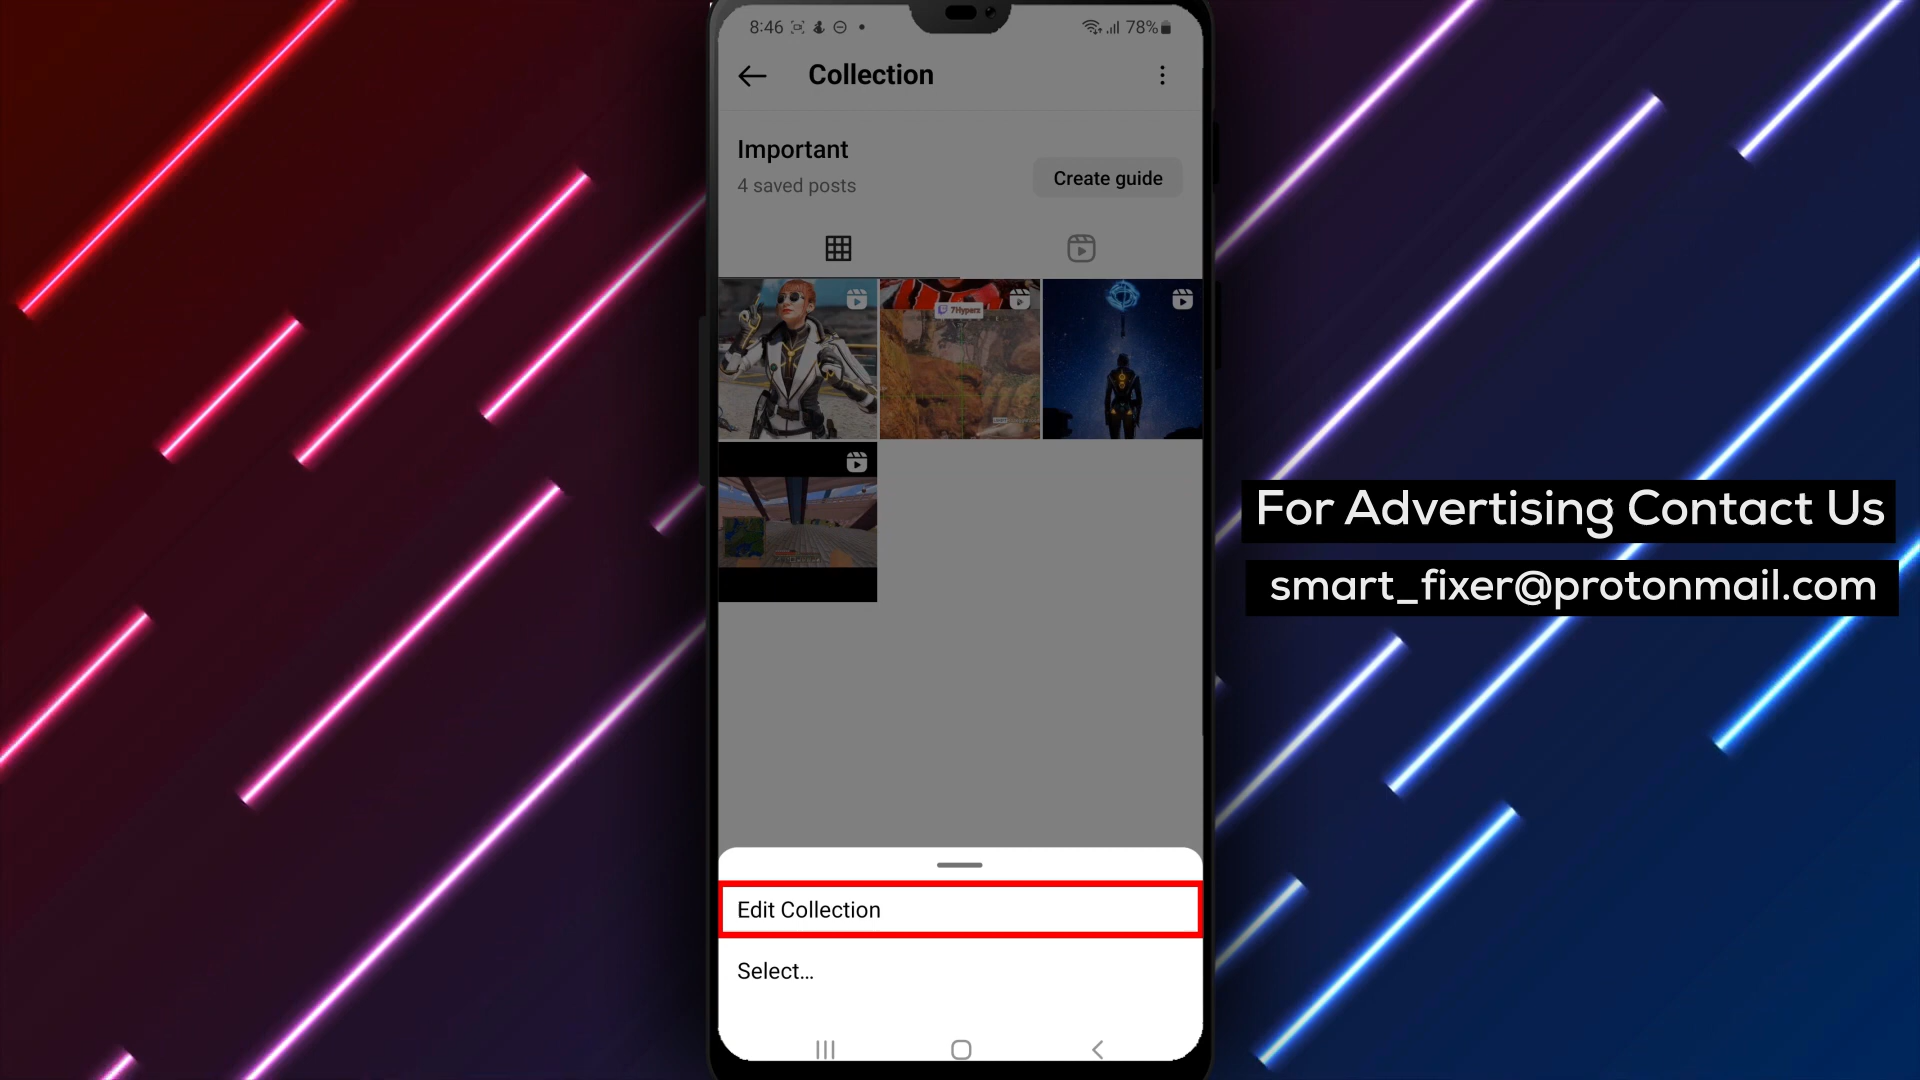 8:46
78%
Collection
Important
4 saved posts
Create guide
7Hyperz
Edit Collection
Select...
For Advertising Contact Us
smart_fixer@protonmail.com